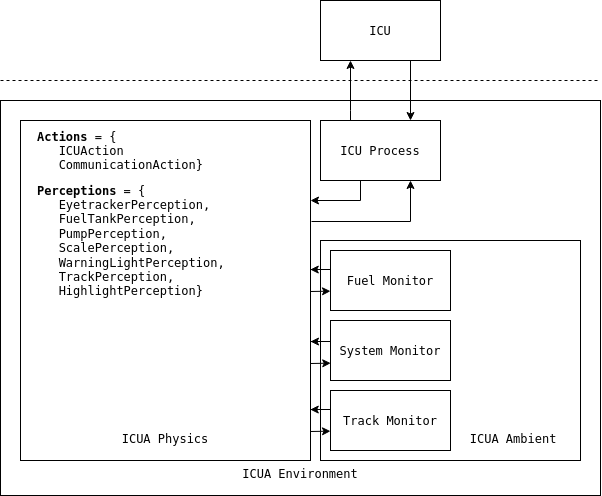 ICU
Actions = {
ICUAction
CommunicationAction}
Perceptions = {
EyetrackerPerception,
FuelTankPerception,
PumpPerception,
ScalePerception,
WarningLightPerception,
TrackPerception,
HighlightPerception}
ICUA Physics
ICU Process
Fuel Monitor
System Monitor
Track Monitor
ICUA Ambient
ICUA Environment